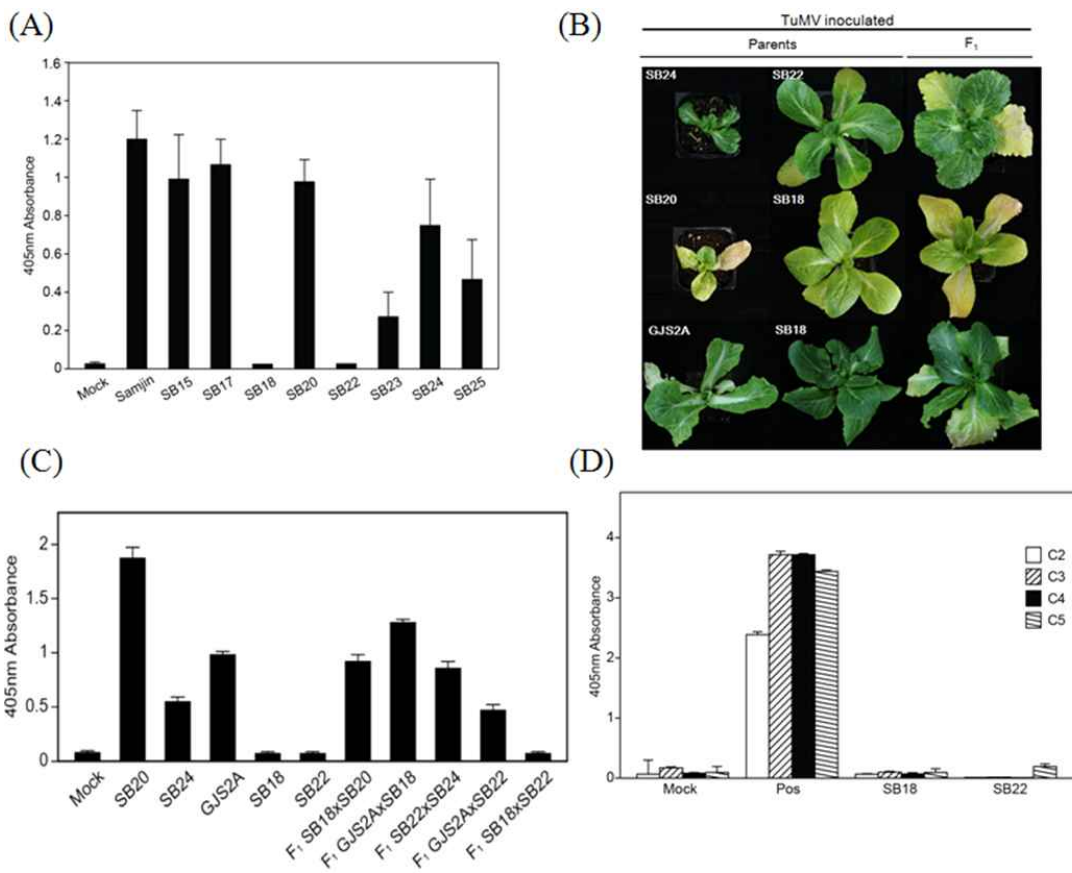 (A)
1.6
1.4
1.2
1
0.8
0.6
0.4
0.2
0
405nm Absorbance
Mock Samjin SB15 SB17 SB18 SB20 SB22 SB23 SB24 SB25
(B)
TuMV inoculated
Parents F₁
SB24 SB22
SB20 SB18
GJS2A SB18
(C)
2
1.5
1
0.5
0
405nm Absorbance
Mock SB20 SB24 GJS2A SB18 SB22 F₁ SB18xSB20 F₁ GJS2AxSB18 F₁ SB22xSB24 F₁ GJS2AxSB22 F₁ SB18xSB22
(D)
4
3
2
1
0
405nm Absorbance
C2
C3
C4
C5
Mock Pos SB18 SB22